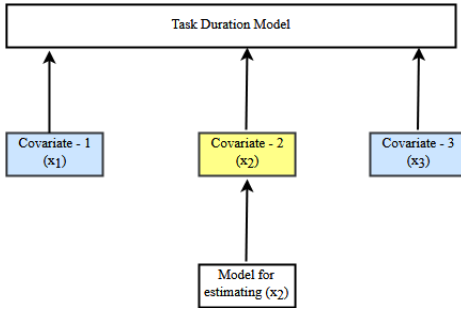 Task Duration Model
Covariate - 1
(x1)
Covariate - 2
(x2)
Covariate - 3
(x3)
Model for
estimating (x2)